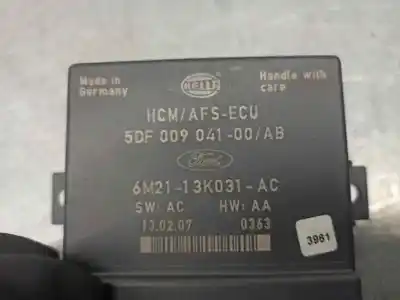 Made in
Germany
HELLA
Handle with
care
HCM/AFS-ECU
5DF 009 041-00/AB
Ford
6M21-13K031-AC
SW: AC HW: AA
13.02.07 0363
3961